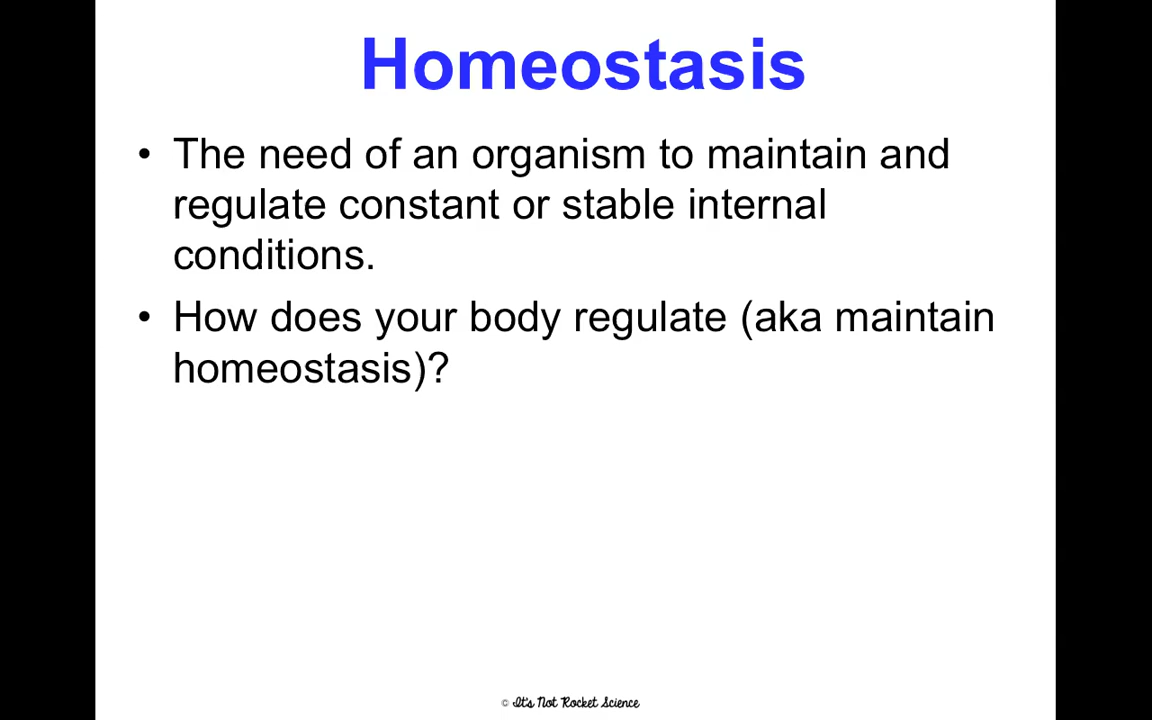 Homeostasis
• The need of an organism to maintain and
regulate constant or stable internal
conditions.
• How does your body regulate (aka maintain
homeostasis)?
© It's Not Rocket Science